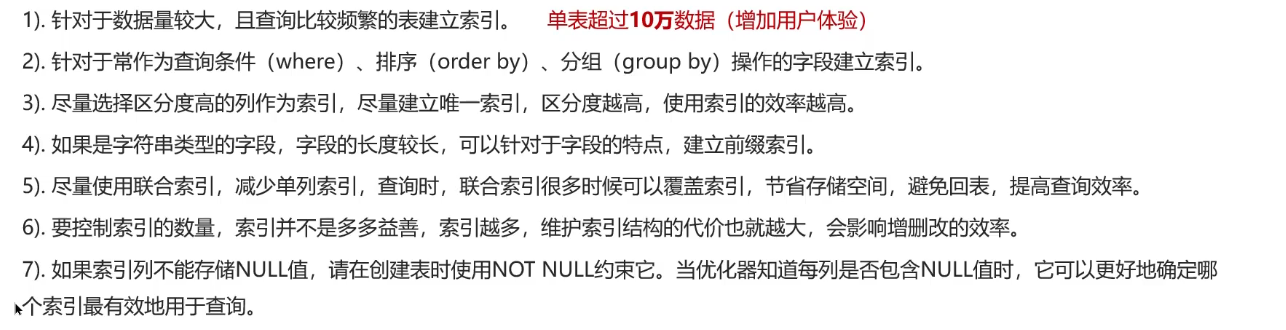 1). 针对于数据量较大，且查询比较频繁的表建立索引。 单表超过10万数据（增加用户体验）
2). 针对于常作为查询条件（where）、排序（order by）、分组（group by）操作的字段建立索引。
3). 尽量选择区分度高的列作为索引，尽量建立唯一索引，区分度越高，使用索引的效率越高。
4). 如果是字符串类型的字段，字段的长度较长，可以针对于字段的特点，建立前缀索引。
5). 尽量使用联合索引，减少单列索引，查询时，联合索引很多时候可以覆盖索引，节省存储空间，避免回表，提高查询效率。
6). 要控制索引的数量，索引并不是多多益善，索引越多，维护索引结构的代价也就越大，会影响增删改的效率。
7). 如果索引列不能存储NULL值，请在创建表时使用NOT NULL约束它。当优化器知道每列是否包含NULL值时，它可以更好地确定哪
个索引最有效地用于查询。